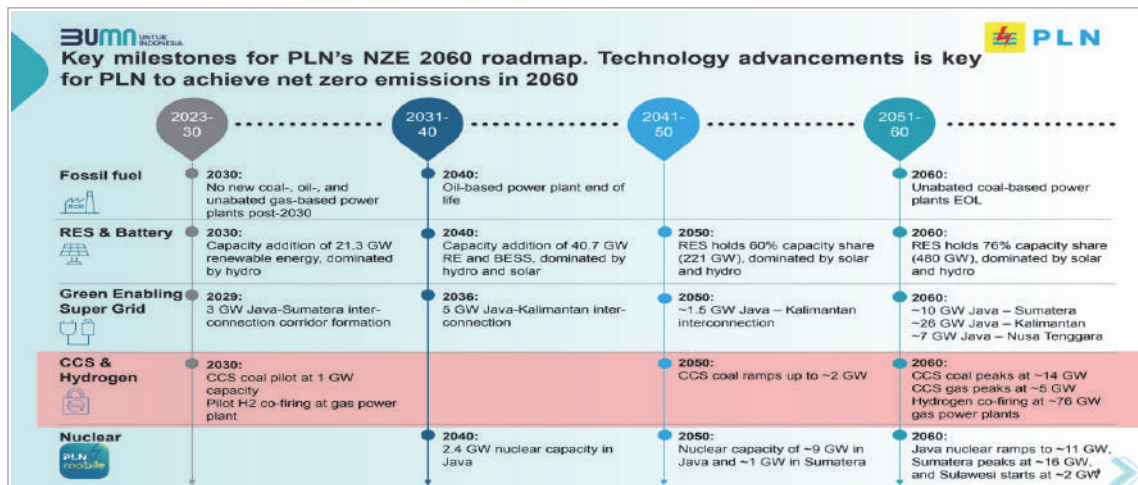 BUMN UNTUK INDONESIA
PLN
Key milestones for PLN's NZE 2060 roadmap. Technology advancements is key
for PLN to achieve net zero emissions in 2060
2023-
30
2031-
40
2041-
50
2051-
60
Fossil fuel
2030:
No new coal-, oil-, and
unabated gas-based power
plants post-2030
2040:
Oil-based power plant end of
life
2060:
Unabated coal-based power
plants EOL
RES & Battery
2030:
Capacity addition of 21.3 GW
renewable energy, dominated
by hydro
2040:
Capacity addition of 40.7 GW
RE and BESS, dominated by
hydro and solar
2050:
RES holds 60% capacity share
(221 GW), dominated by solar
and hydro
2060:
RES holds 76% capacity share
(480 GW), dominated by solar
and hydro
Green Enabling
Super Grid
2029:
3 GW Java-Sumatera inter-
connection corridor formation
2036:
5 GW Java-Kalimantan inter-
connection
2050:
~1.5 GW Java – Kalimantan
interconnection
2060:
~10 GW Java – Sumatera
~26 GW Java – Kalimantan
~7 GW Java – Nusa Tenggara
CCS &
Hydrogen
2030:
CCS coal pilot at 1 GW
capacity
Pilot H2 co-firing at gas power
plant
2050:
CCS coal ramps up to ~2 GW
2060:
CCS coal peaks at ~14 GW
CCS gas peaks at ~5 GW
Hydrogen co-firing at ~76 GW
gas power plants
Nuclear
PLN
mobile
2040:
2.4 GW nuclear capacity in
Java
2050:
Nuclear capacity of ~9 GW in
Java and ~1 GW in Sumatera
2060:
Java nuclear ramps to ~11 GW,
Sumatera peaks at ~16 GW,
and Sulawesi starts at ~2 GW